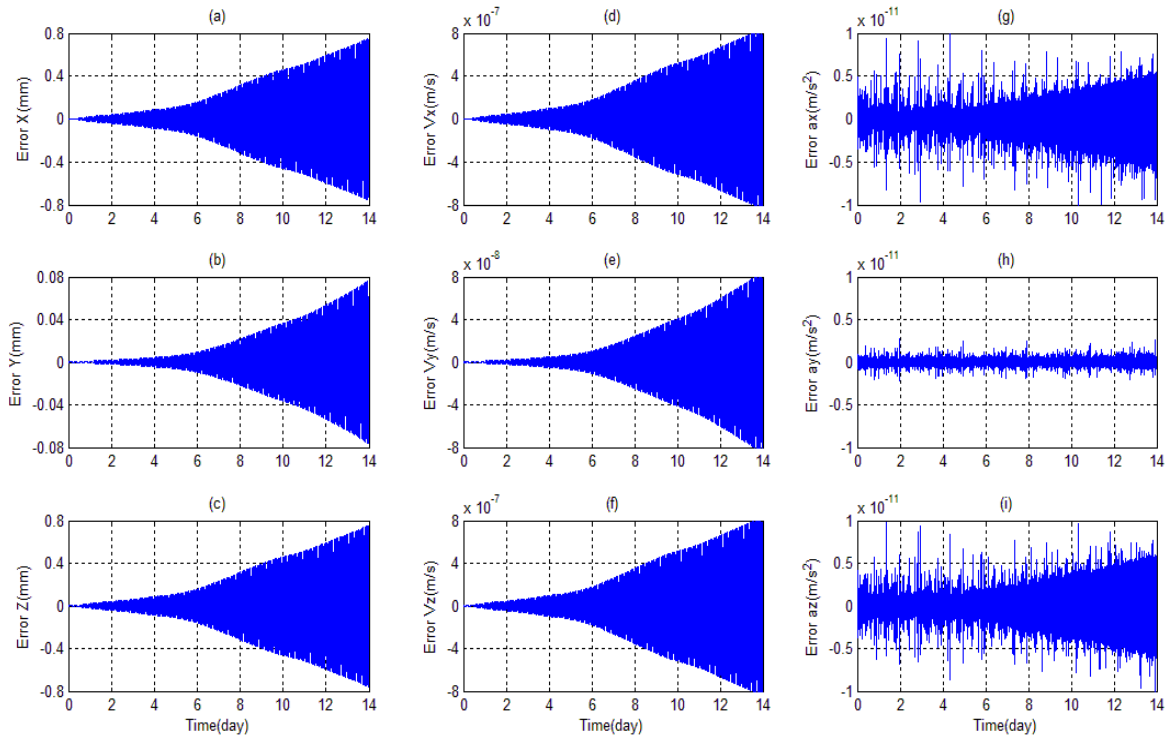 (a)
0.8
0.4
0
-0.4
-0.8
Error X(mm)
0 2 4 6 8 10 12 14
(d)
x 10-7
8
4
0
-4
-8
Error Vx(m/s)
0 2 4 6 8 10 12 14
(g)
x 10-11
1
0.5
0
-0.5
-1
Error ax(m/s2)
0 2 4 6 8 10 12 14
(b)
0.08
0.04
0
-0.04
-0.08
Error Y(mm)
0 2 4 6 8 10 12 14
(e)
x 10-8
8
4
0
-4
-8
Error Vy(m/s)
0 2 4 6 8 10 12 14
(h)
x 10-11
1
0.5
0
-0.5
-1
Error ay(m/s2)
0 2 4 6 8 10 12 14
(c)
0.8
0.4
0
-0.4
-0.8
Error Z(mm)
0 2 4 6 8 10 12 14
Time(day)
(f)
x 10-7
8
4
0
-4
-8
Error Vz(m/s)
0 2 4 6 8 10 12 14
Time(day)
(i)
x 10-11
1
0.5
0
-0.5
-1
Error az(m/s2)
0 2 4 6 8 10 12 14
Time(day)